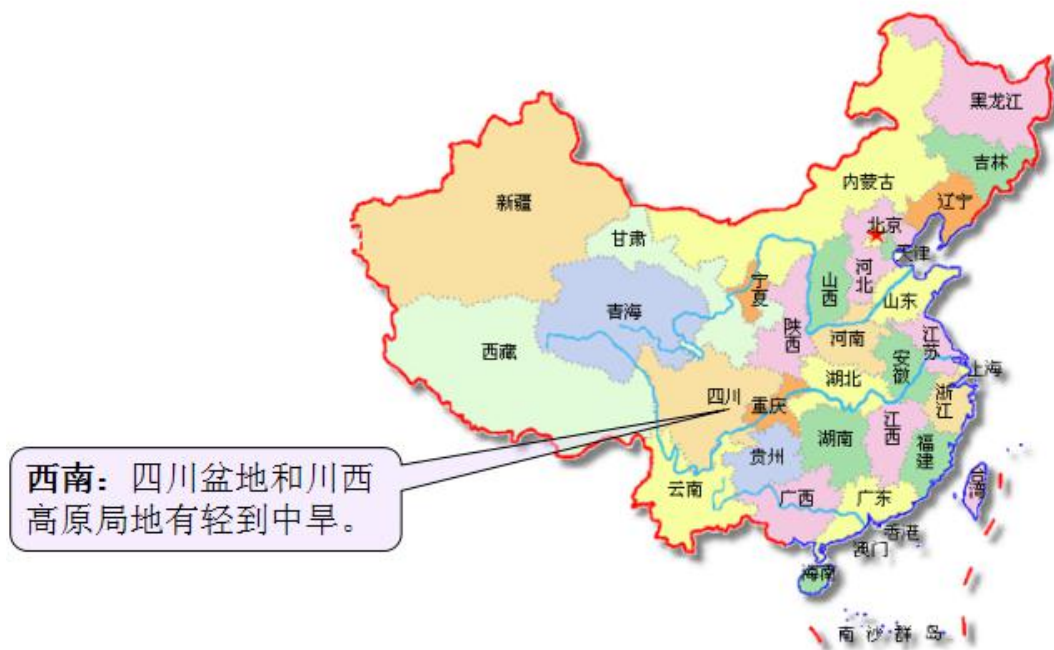 黑龙江
吉林
内蒙古
辽宁
新疆
北京
甘肃
天津
河北
宁夏
山西
山东
青海
陕西
河南
江苏
西藏
安徽
上海
四川
湖北
重庆
浙江
湖南
江西
贵州
福建
西南：四川盆地和川西
高原局地有轻到中旱。
云南
广西
广东
台湾
香港
澳门
海南
南沙群岛